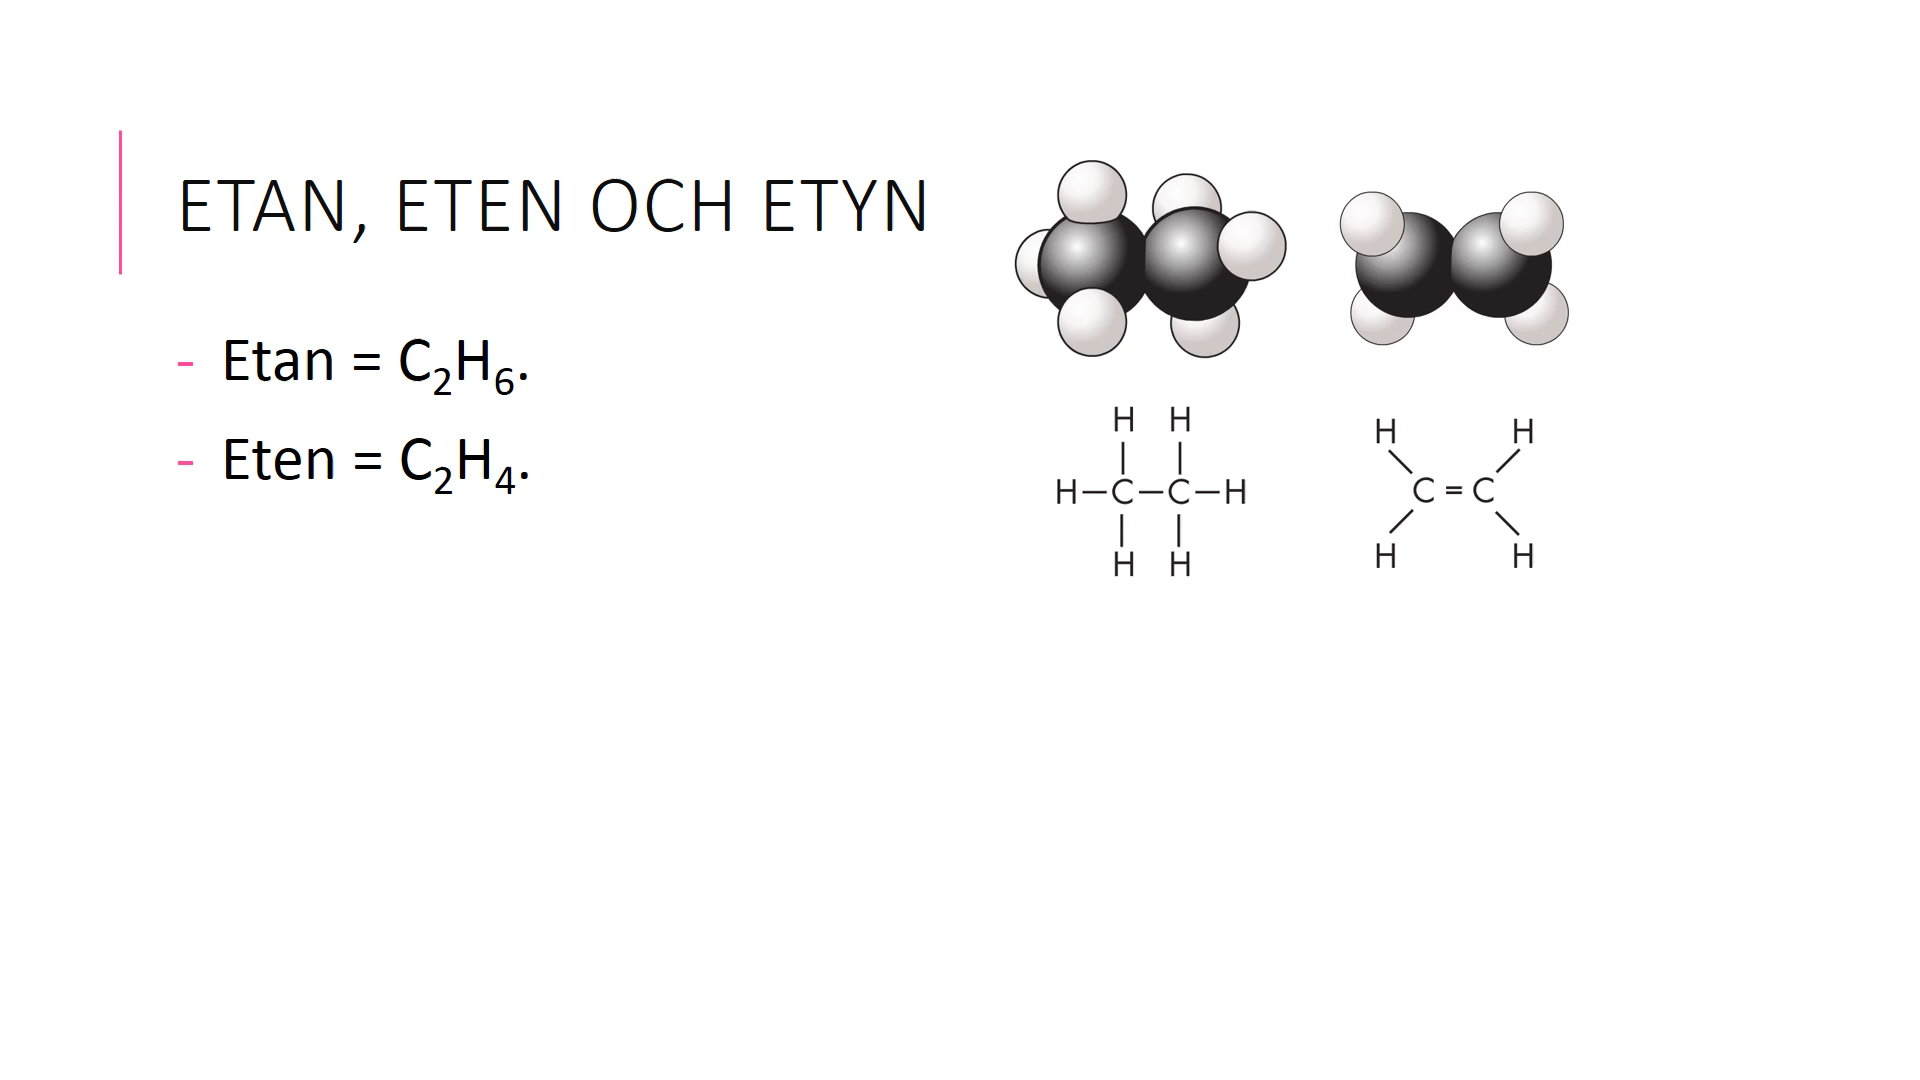 ETAN, ETEN OCH ETYN
- Etan = C₂H₆.
- Eten = C₂H₄.
H H
H—C—C—H
H H
H H
C=C
H H